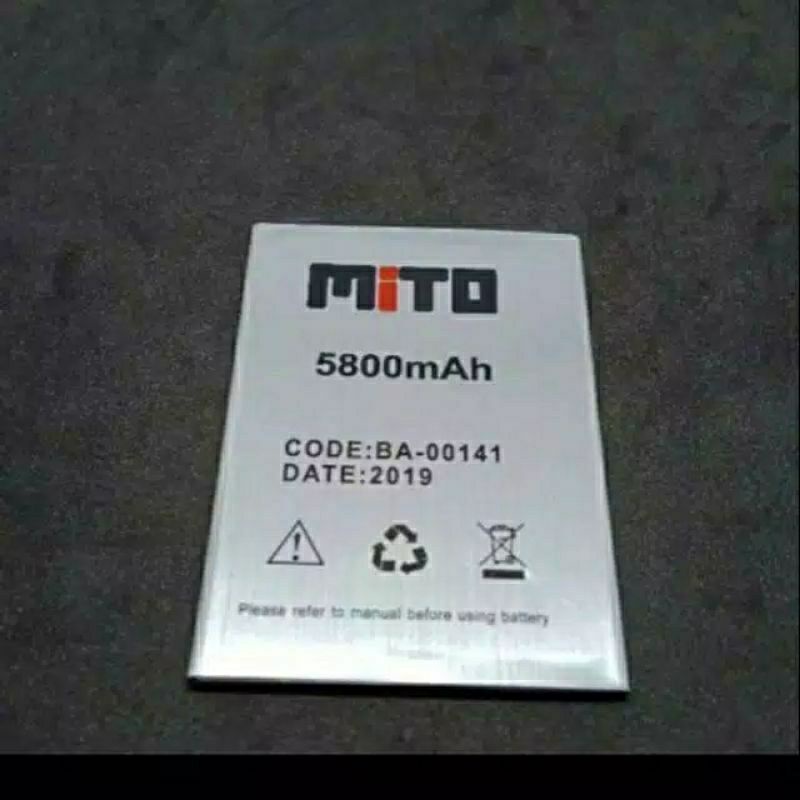 MiTO
5800mAh
CODE:BA-00141
DATE:2019
Please refer to manual before using battery